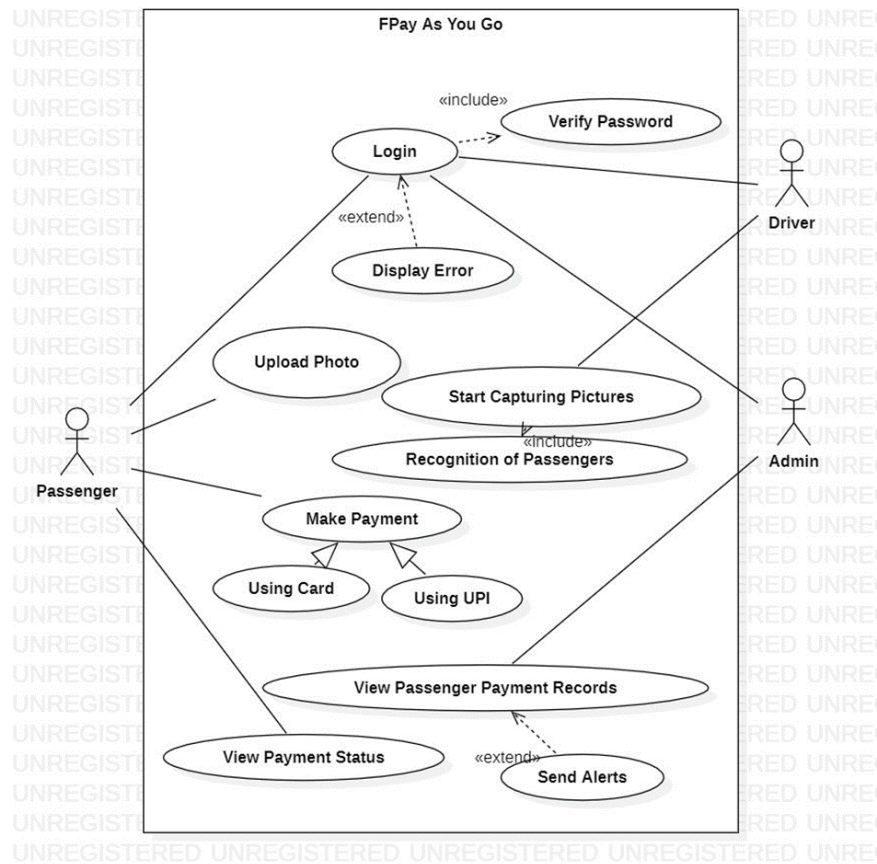 FPay As You Go
«include»
Verify Password
Login
Driver
«extend»
Display Error
Upload Photo
Start Capturing Pictures
«include»
Recognition of Passengers
Admin
Passenger
Make Payment
Using Card
Using UPI
View Passenger Payment Records
View Payment Status
«extend»
Send Alerts
UNREGISTERED UNREGISTERED UNREGISTERED UNREGISTERED UNRE